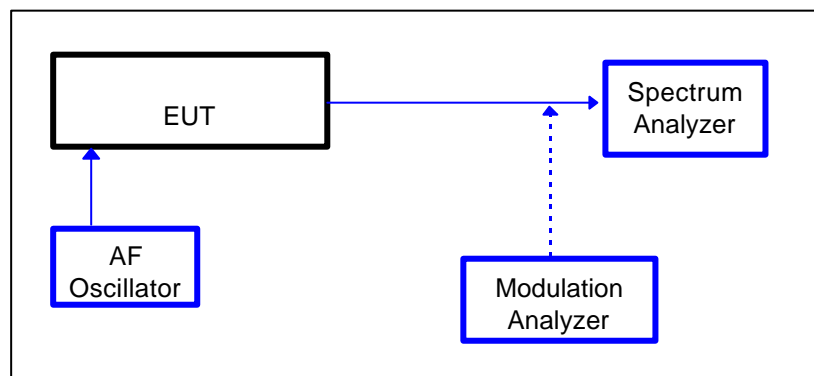 EUT
Spectrum
Analyzer
AF
Oscillator
Modulation
Analyzer